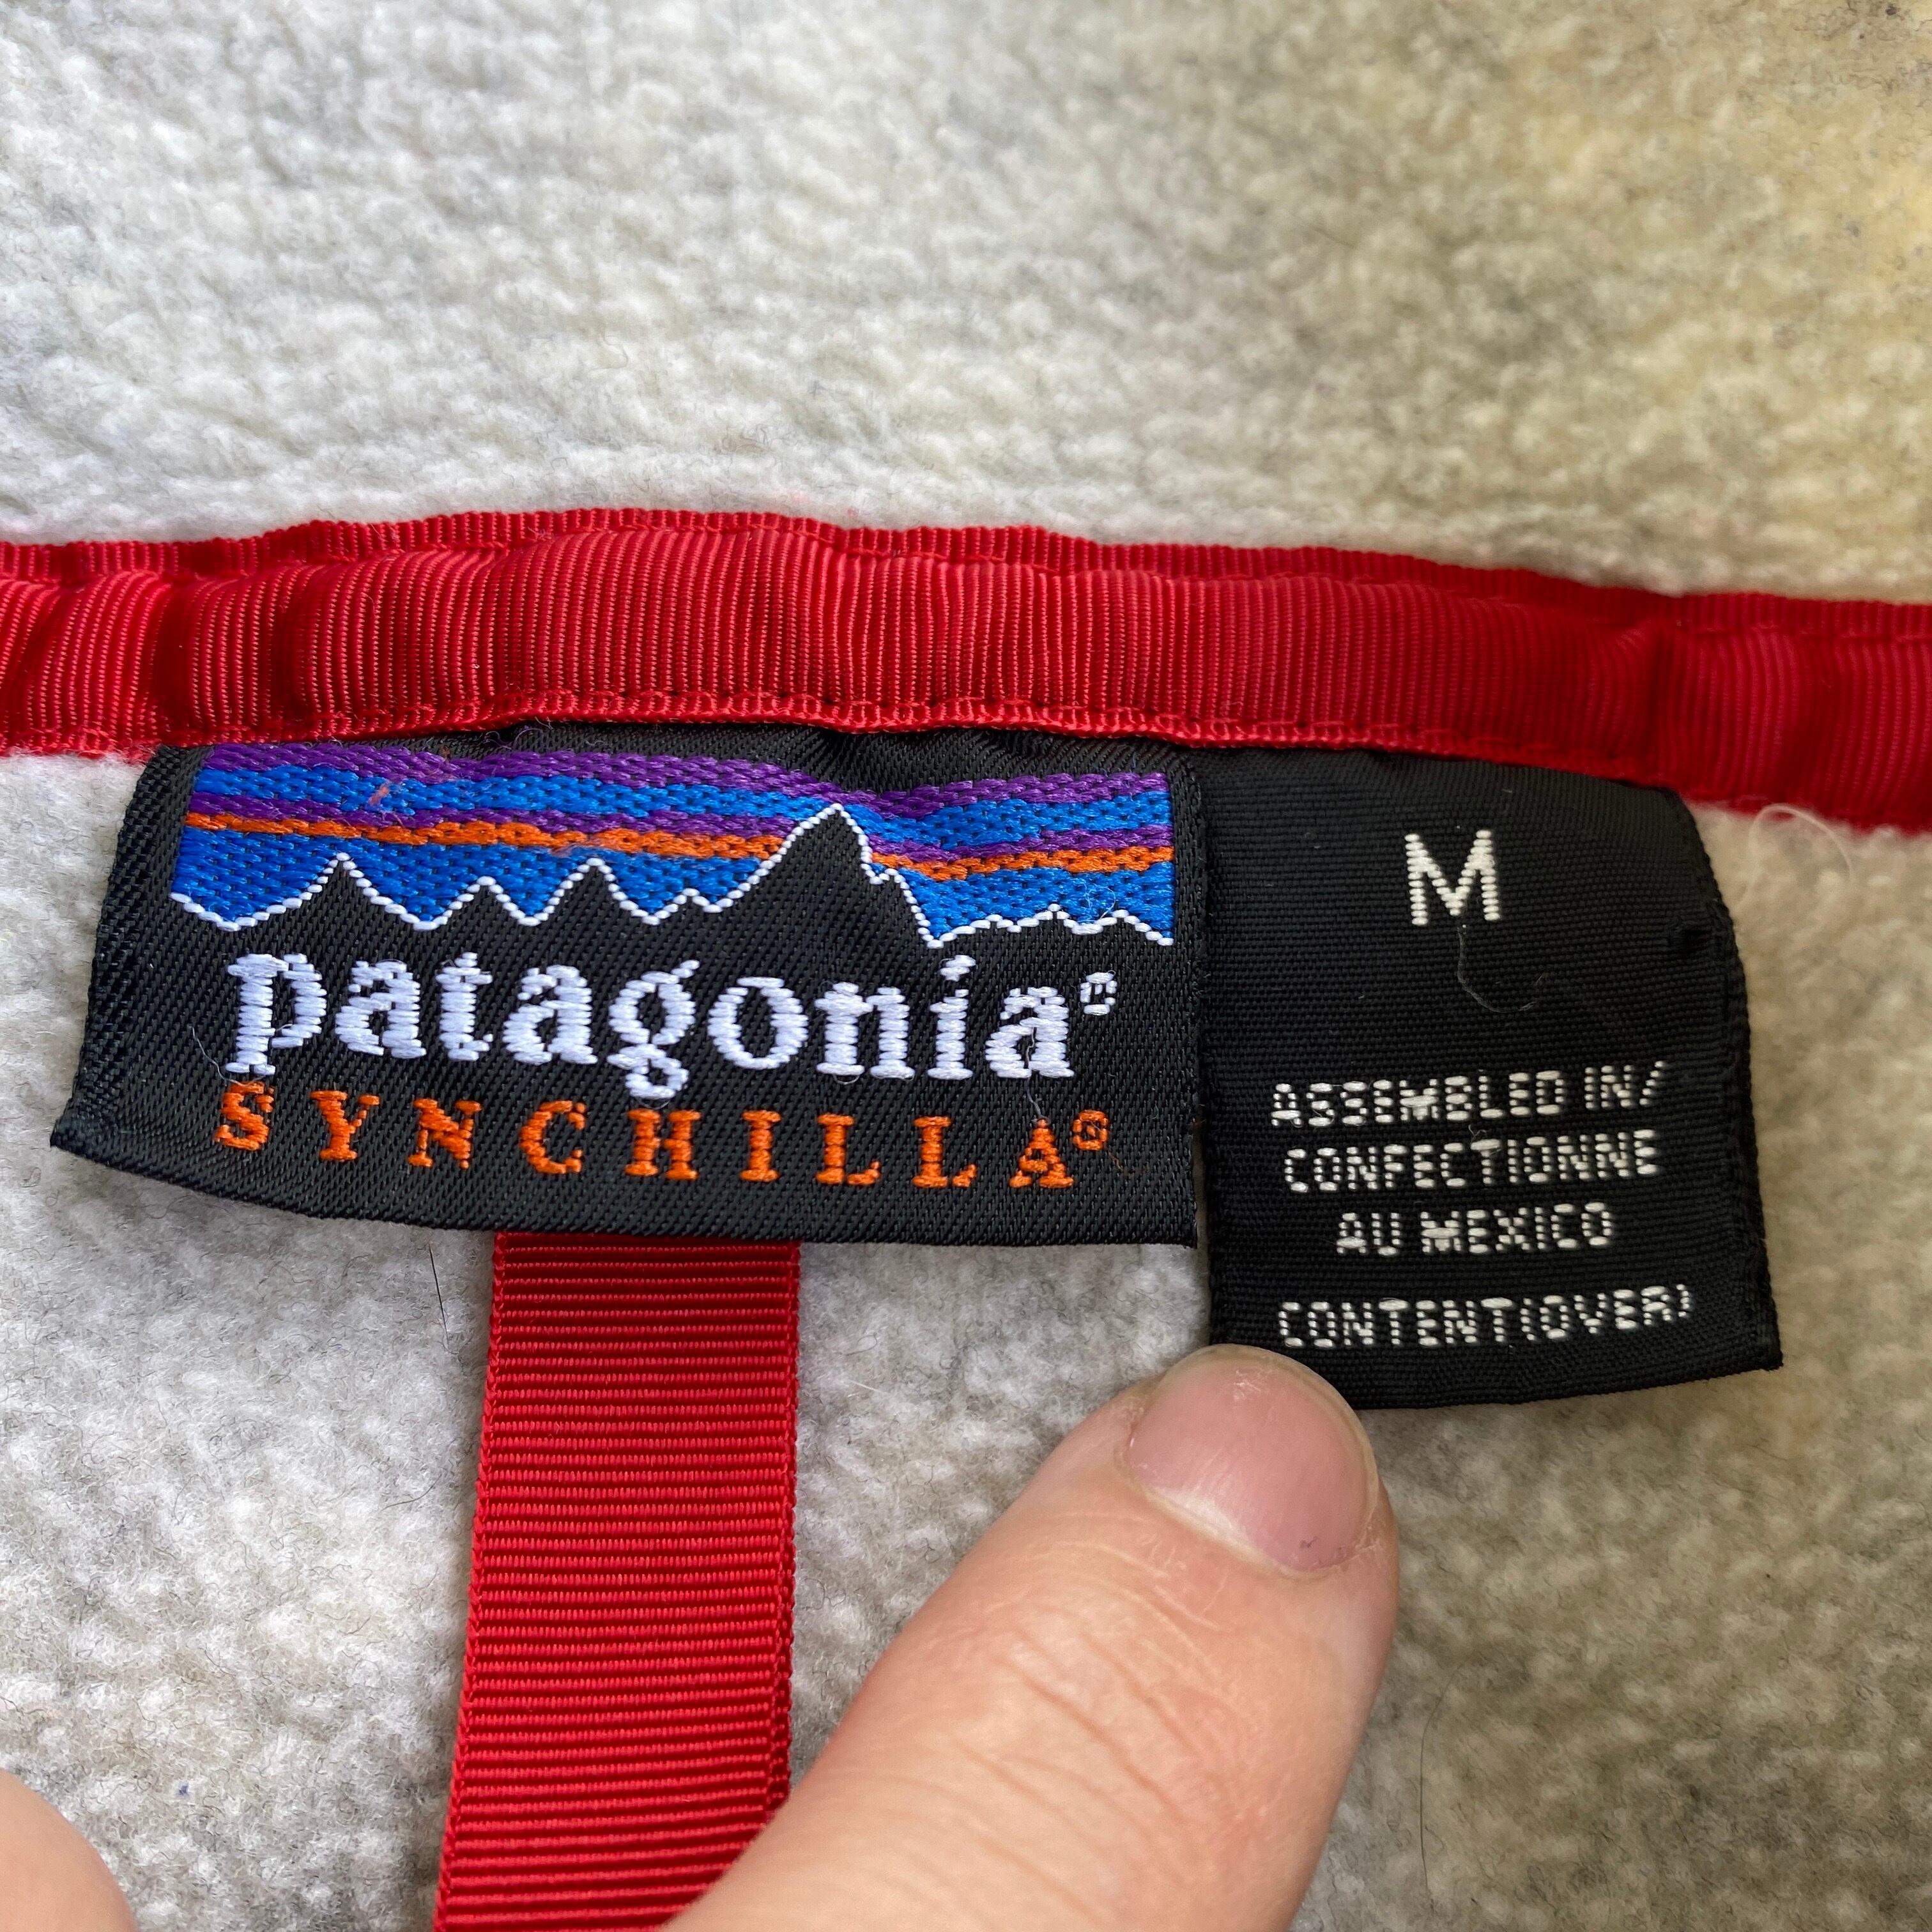 patagonia®
SYNCHILLA®
M
ASSEMBLED IN/
CONFECTIONNE
AU MEXICO
CONTENT(OVER)